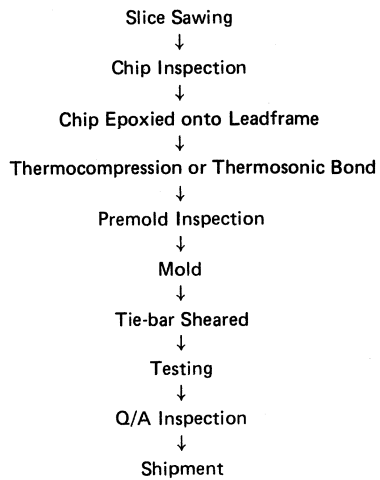 Slice Sawing
↓
Chip Inspection
↓
Chip Epoxied onto Leadframe
↓
Thermocompression or Thermosonic Bond
↓
Premold Inspection
↓
Mold
↓
Tie-bar Sheared
↓
Testing
↓
Q/A Inspection
↓
Shipment